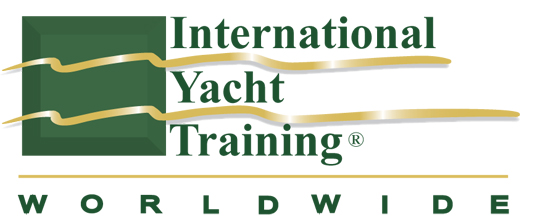 International
Yacht
Training®
WORLDWIDE